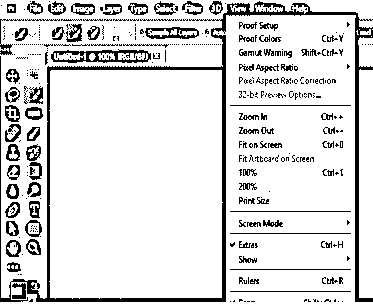 File Edit Image Layer Type Select Filter 3D View Window Help
Sample All Layers
Untitled-1 @ 100% (RGB/8#)
Proof Setup
Proof Colors Ctrl+Y
Gamut Warning Shift+Ctrl+Y
Pixel Aspect Ratio
Pixel Aspect Ratio Correction
32-bit Preview Options...
Zoom In Ctrl++
Zoom Out Ctrl+-
Fit on Screen Ctrl+0
Fit Artboard on Screen
100% Ctrl+1
200%
Print Size
Screen Mode
Extras Ctrl+H
Show
Rulers Ctrl+R